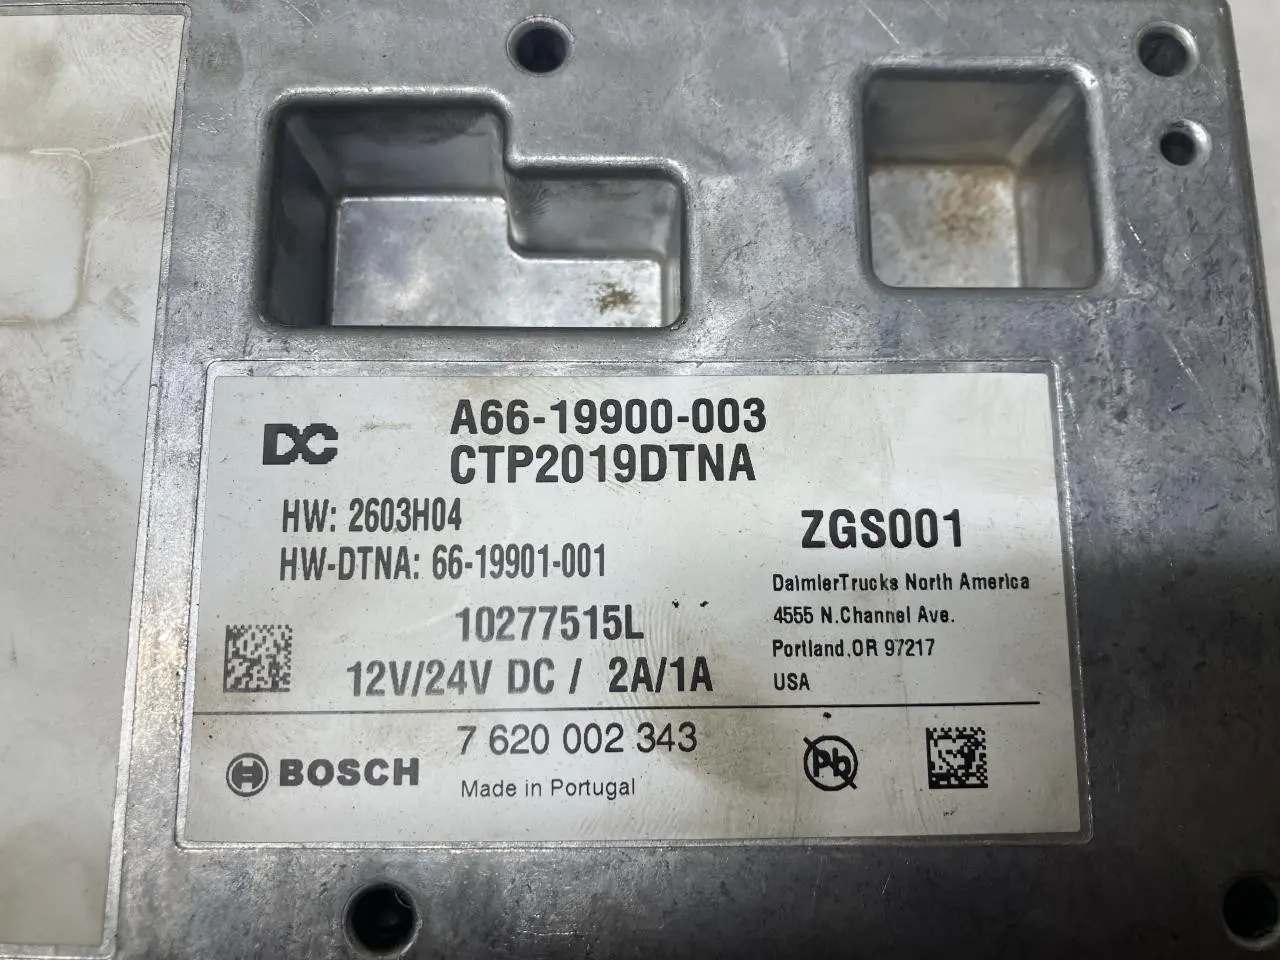 DC
A66-19900-003
CTP2019DTNA
HW: 2603H04
HW-DTNA: 66-19901-001
ZGS001
10277515L
12V/24V DC / 2A/1A
DaimlerTrucks North America
4555 N.Channel Ave.
Portland,OR 97217
USA
7 620 002 343
BOSCH
Made in Portugal
Pb